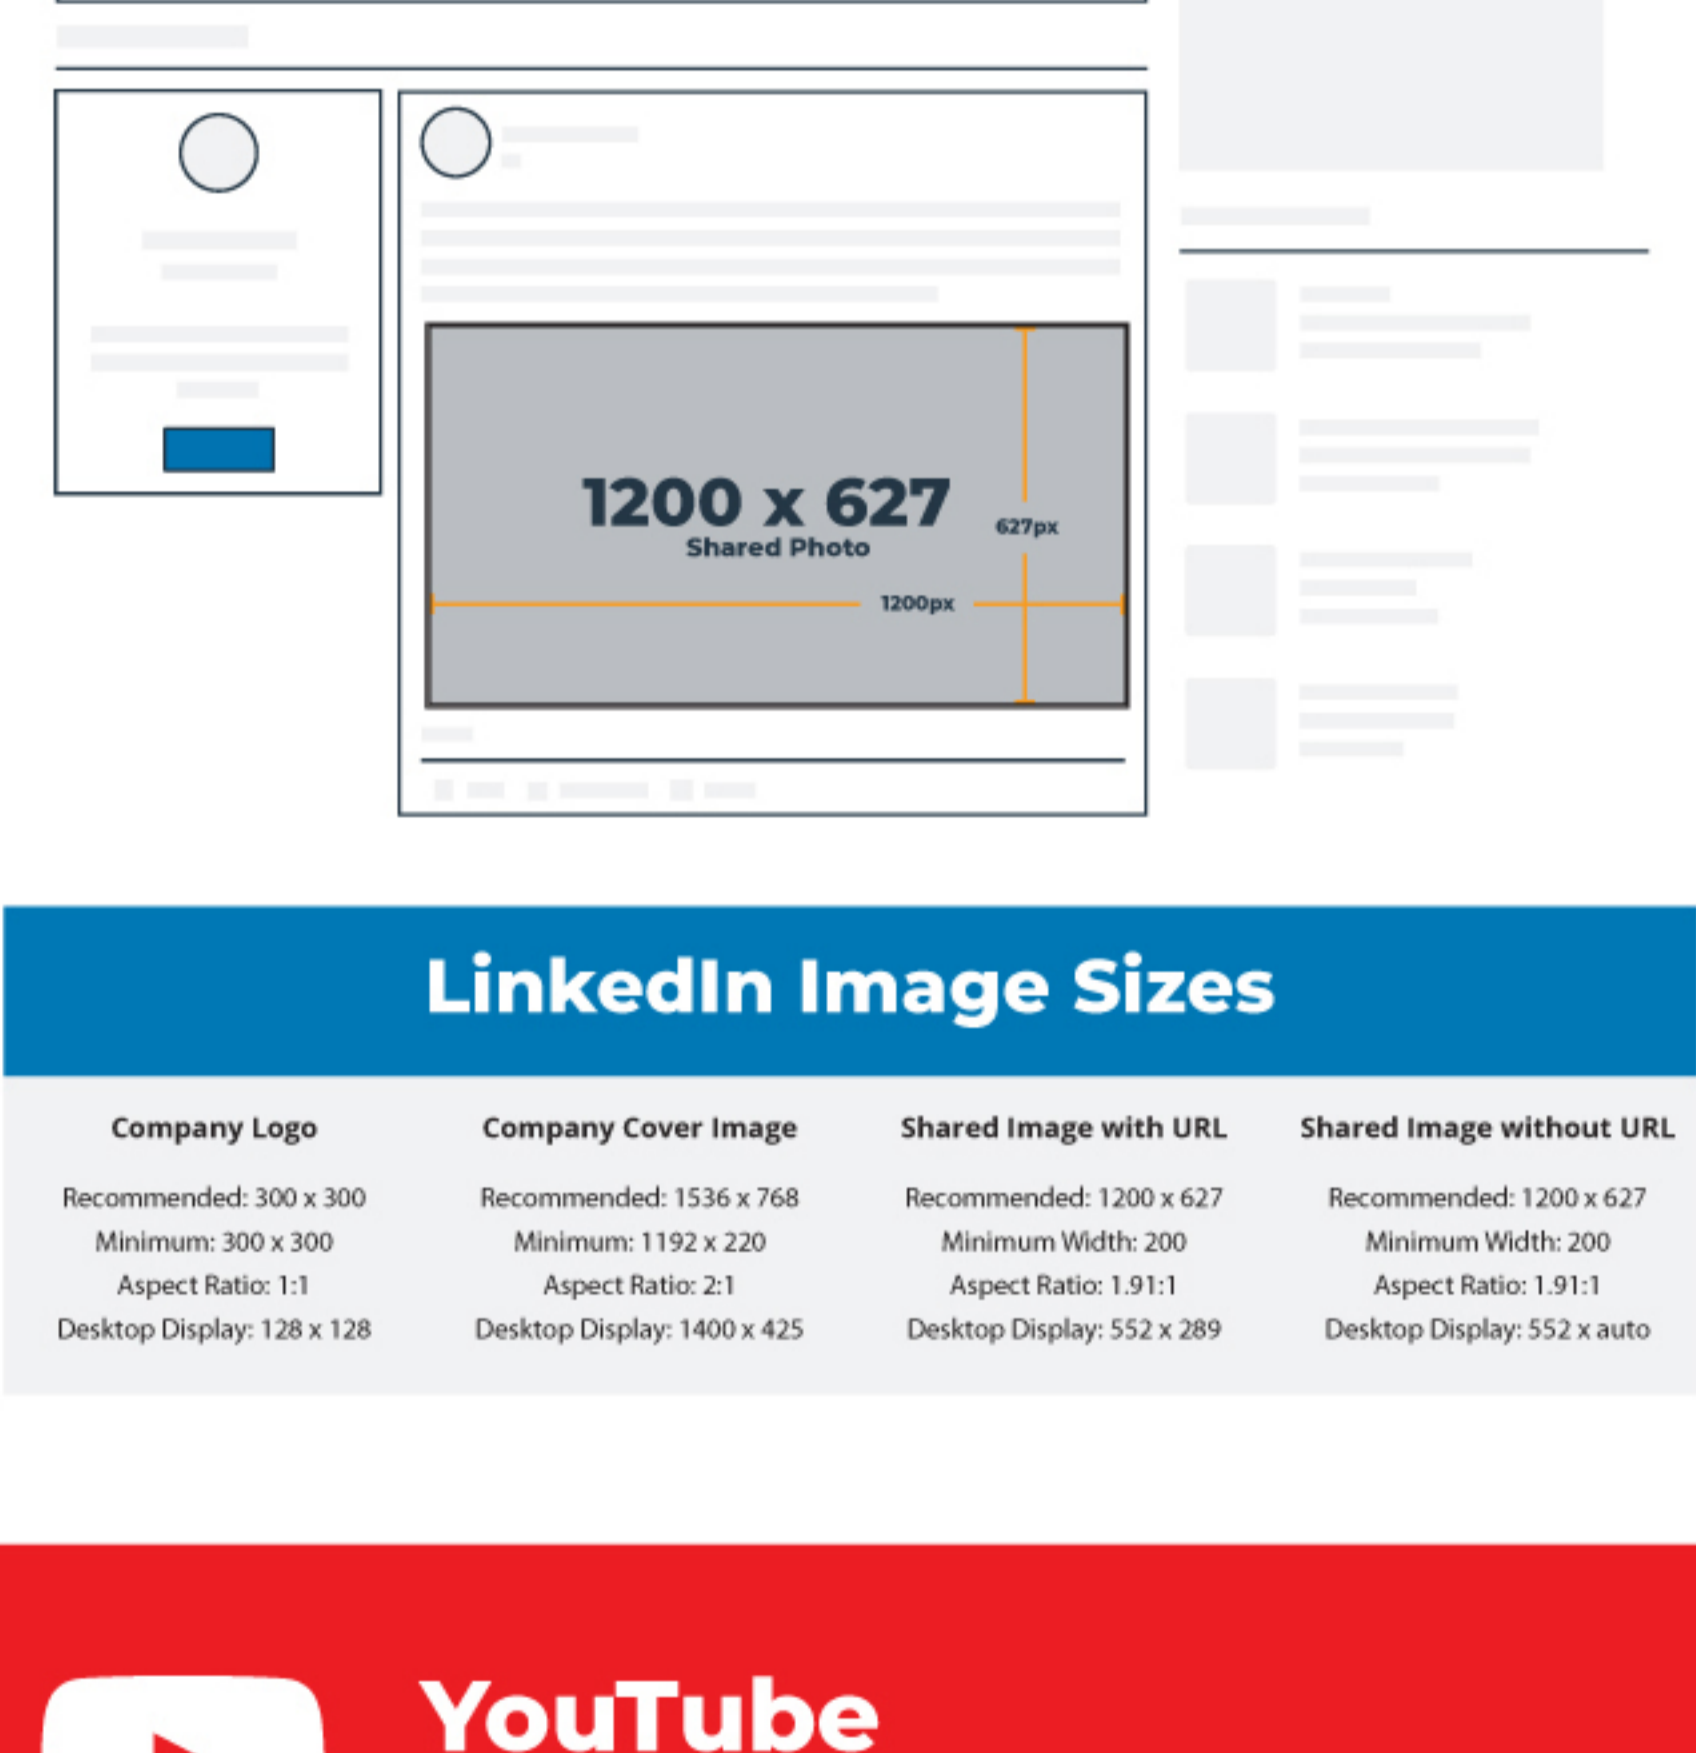 1200 x 627
Shared Photo
627px
1200px
LinkedIn Image Sizes
Company Logo
Recommended: 300 x 300
Minimum: 300 x 300
Aspect Ratio: 1:1
Desktop Display: 128 x 128
Company Cover Image
Recommended: 1536 x 768
Minimum: 1192 x 220
Aspect Ratio: 2:1
Desktop Display: 1400 x 425
Shared Image with URL
Recommended: 1200 x 627
Minimum Width: 200
Aspect Ratio: 1.91:1
Desktop Display: 552 x 289
Shared Image without URL
Recommended: 1200 x 627
Minimum Width: 200
Aspect Ratio: 1.91:1
Desktop Display: 552 x auto
YouTube